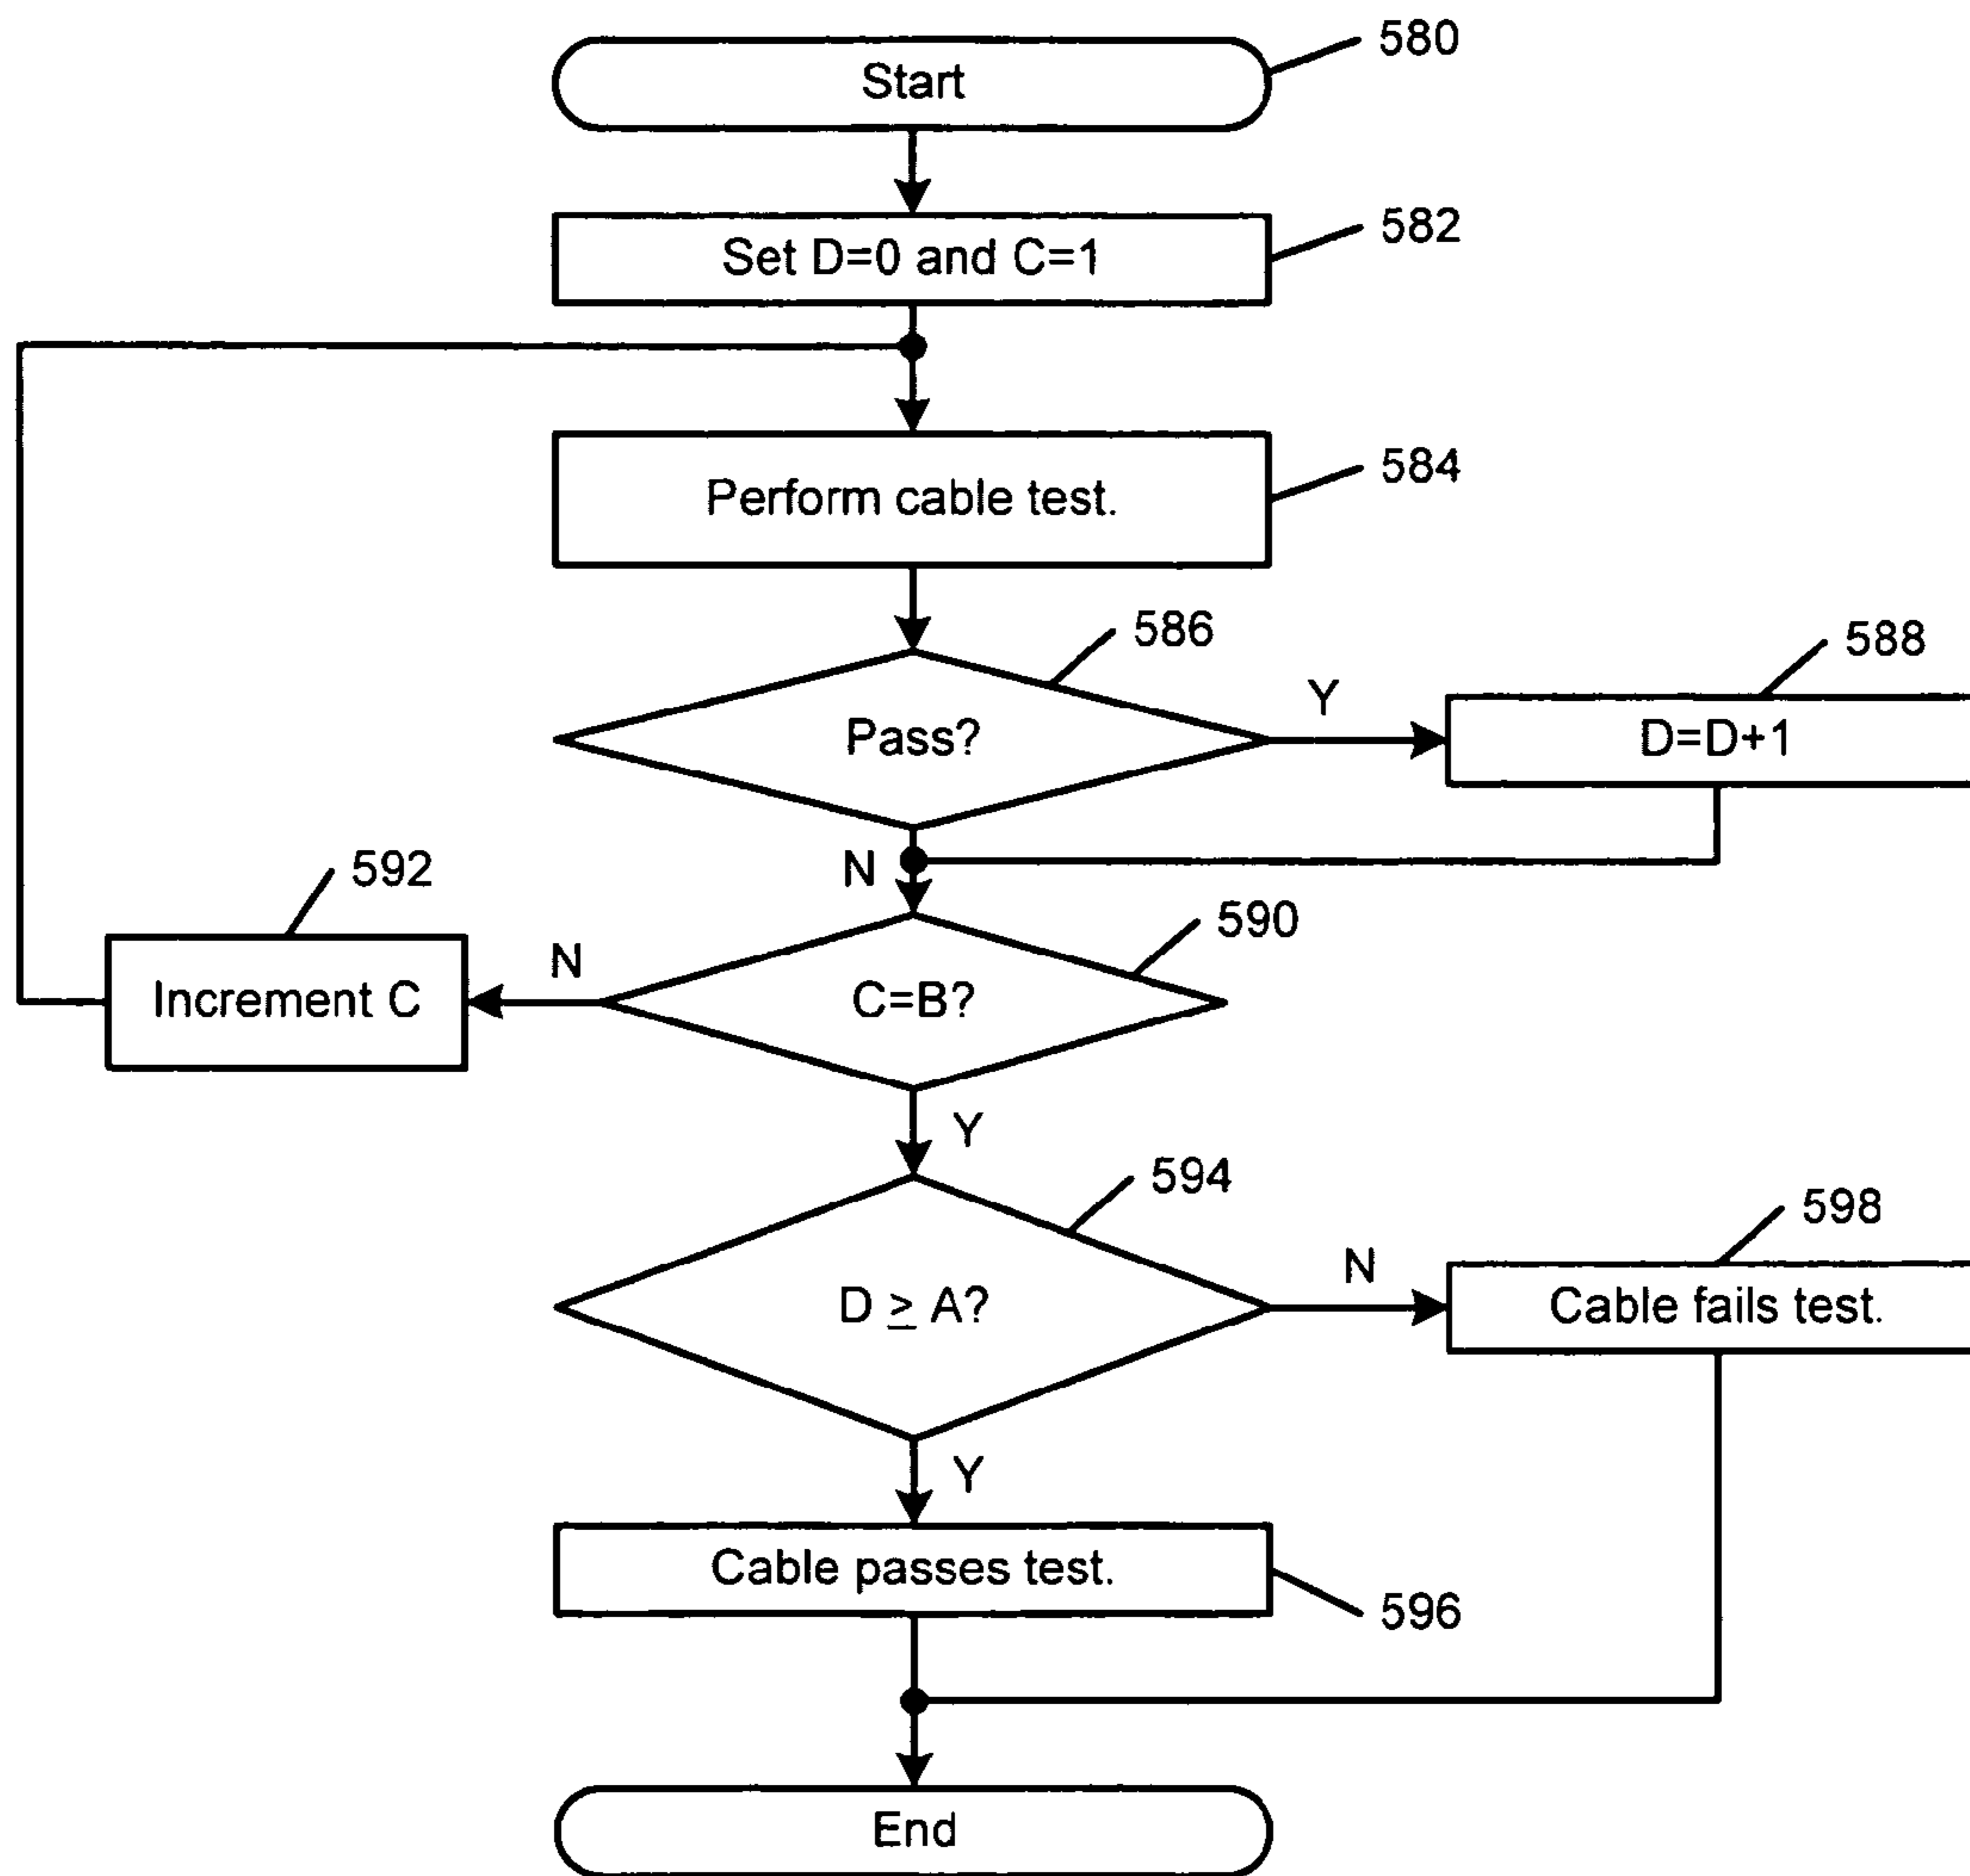 Start
580
Set D=0 and C=1
582
Perform cable test.
584
586
Pass?
Y
588
D=D+1
N
592
Increment C
N
590
C=B?
Y
594
D ≥ A?
N
598
Cable fails test.
Y
Cable passes test.
596
End